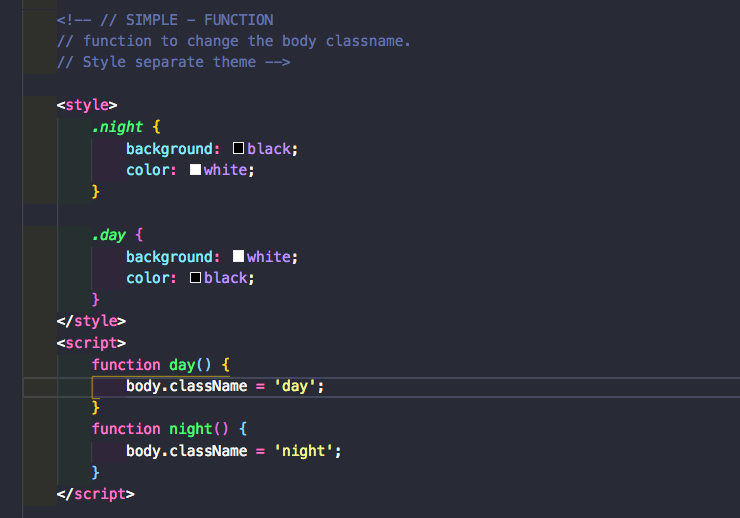 <!-- // SIMPLE - FUNCTION
// function to change the body classname.
// Style separate theme -->
<style>
.night {
background: black;
color: white;
}
.day {
background: white;
color: black;
}
</style>
<script>
function day() {
body.className = 'day';
}
function night() {
body.className = 'night';
}
</script>